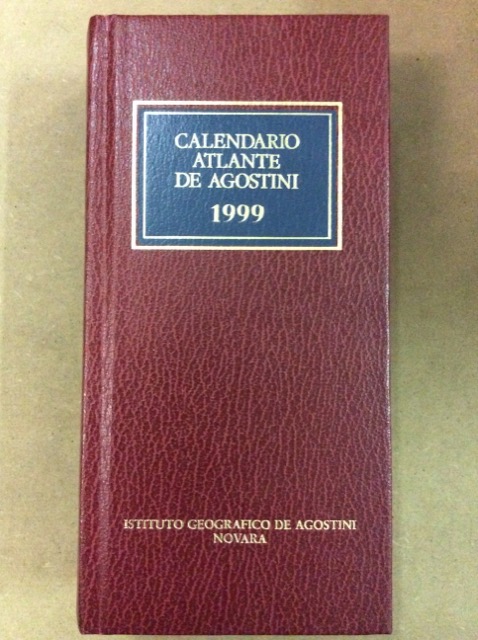 CALENDARIO
ATLANTE
DE AGOSTINI
1999
ISTITUTO GEOGRAFICO DE AGOSTINI
NOVARA